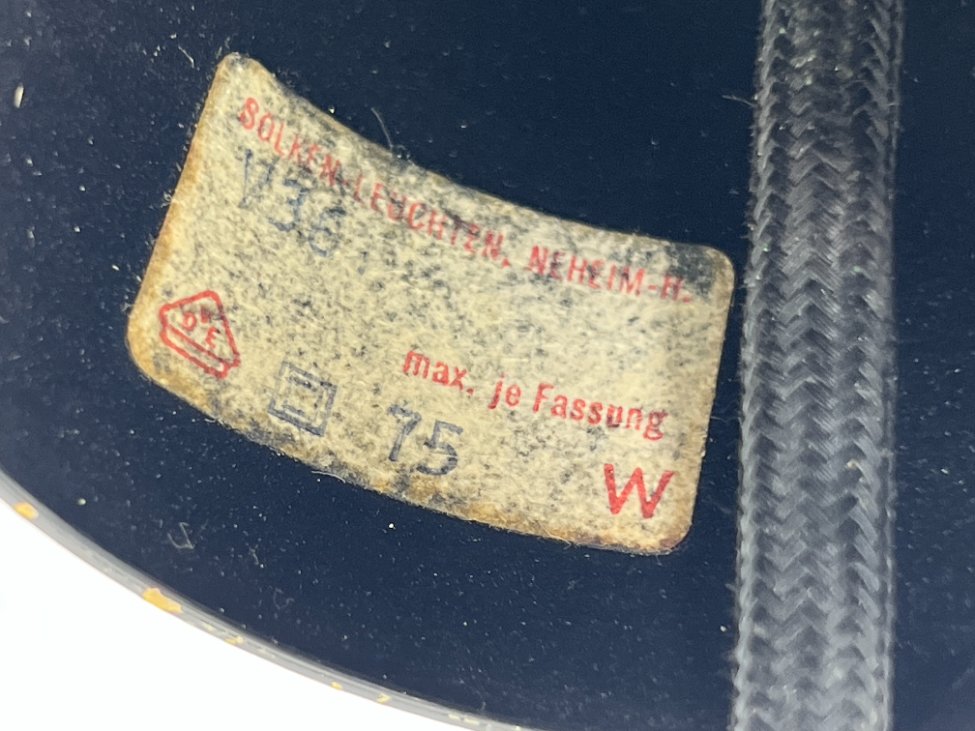 SOLKEN-LEUCHTEN, NEHEIM-H.
V36
max. je Fassung
75 W